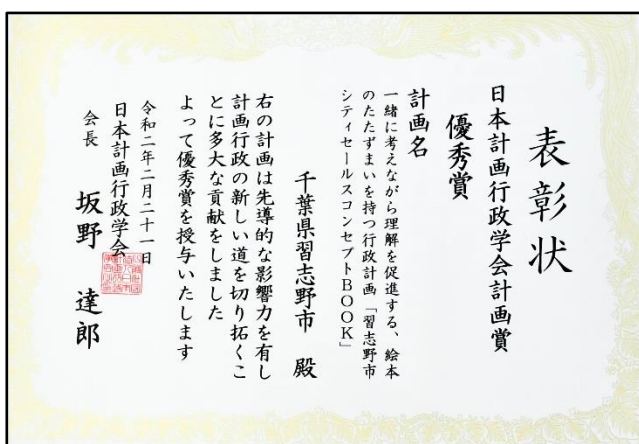 表彰状
日本計画行政学会計画賞
優秀賞
計画名
一緒に考えながら理解を促進する、絵本
のたたずまいを持つ行政計画「習志野市
シティセールスコンセプトBOOK」
千葉県習志野市 殿
右の計画は先導的な影響力を有し
計画行政の新しい道を切り拓くこ
とに多大な貢献をしました
よって優秀賞を授与いたします
令和二年二月二十一日
日本計画行政学会
会長 坂野 達郎